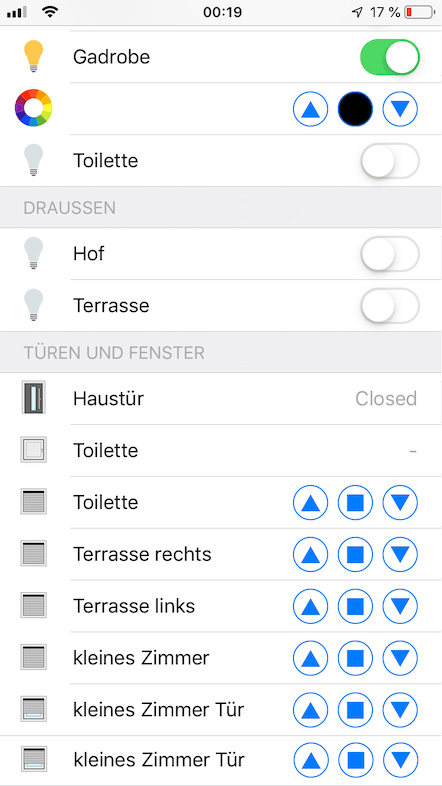 00:19
17 %
Gadrobe
Toilette
DRAUSSEN
Hof
Terrasse
TÜREN UND FENSTER
Haustür Closed
Toilette -
Toilette
Terrasse rechts
Terrasse links
kleines Zimmer
kleines Zimmer Tür
kleines Zimmer Tür